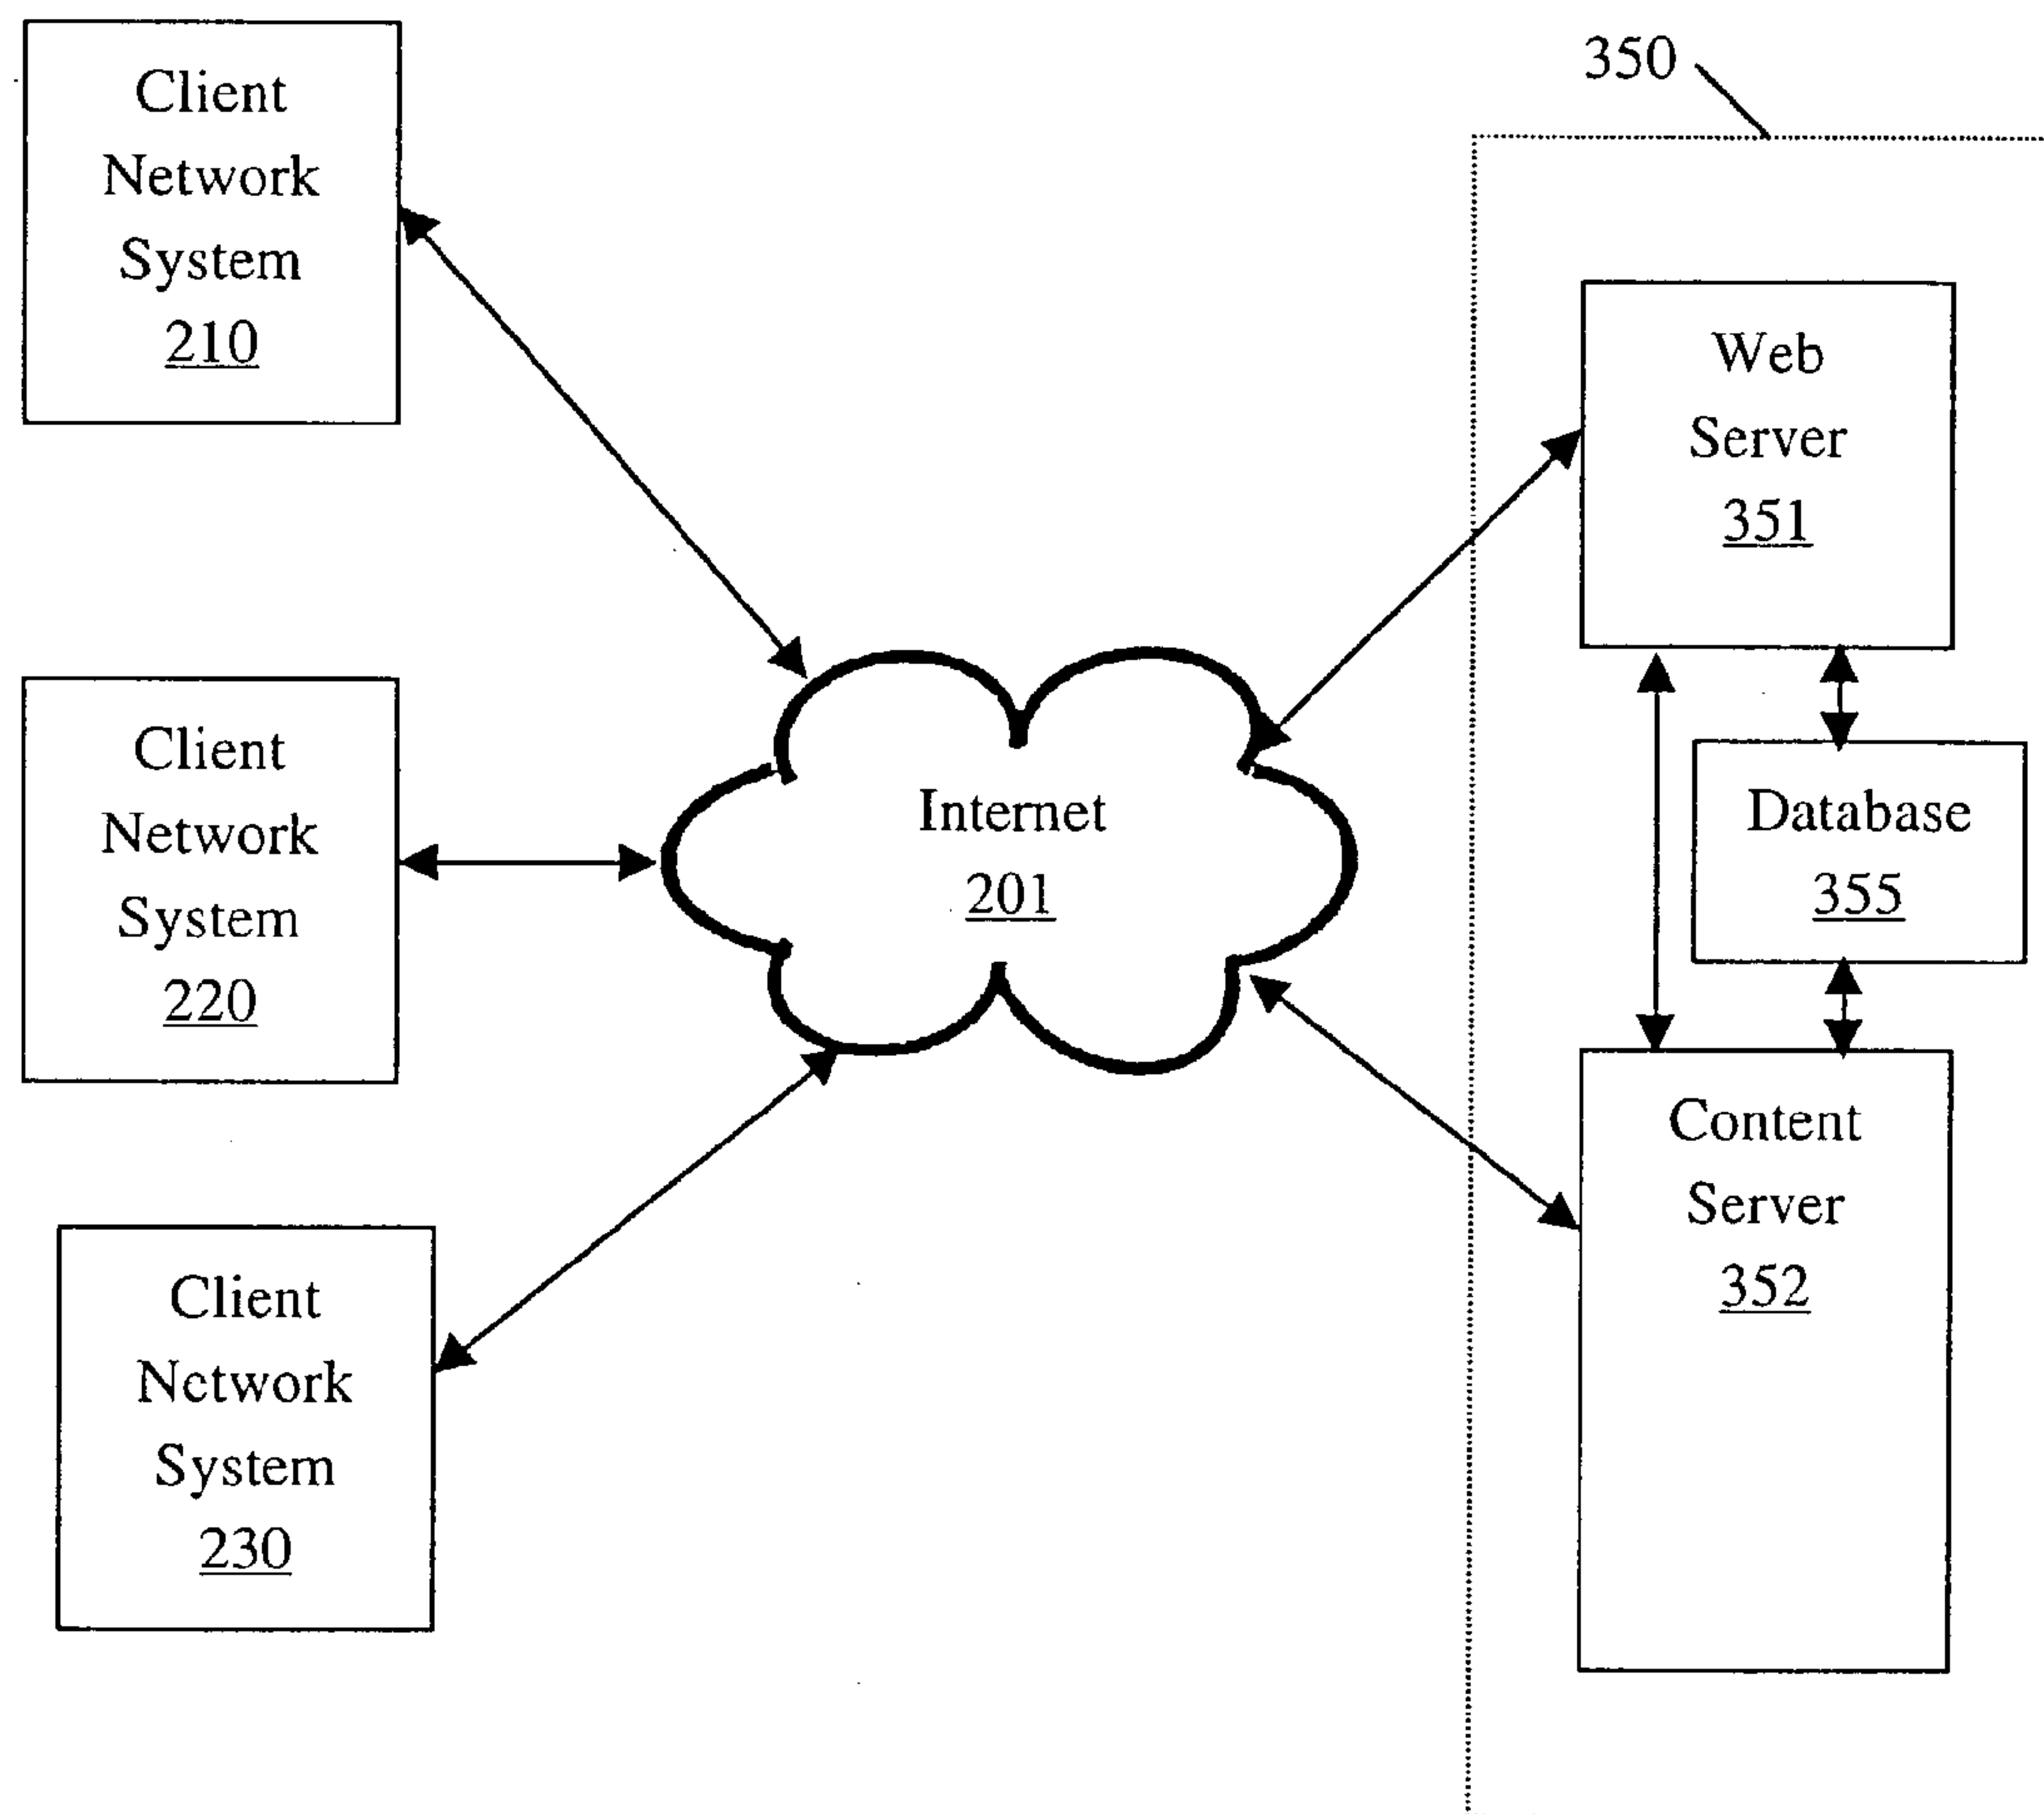 Client
Network
System
210
350
Web
Server
351
Client
Network
System
220
Internet
201
Database
355
Content
Server
352
Client
Network
System
230